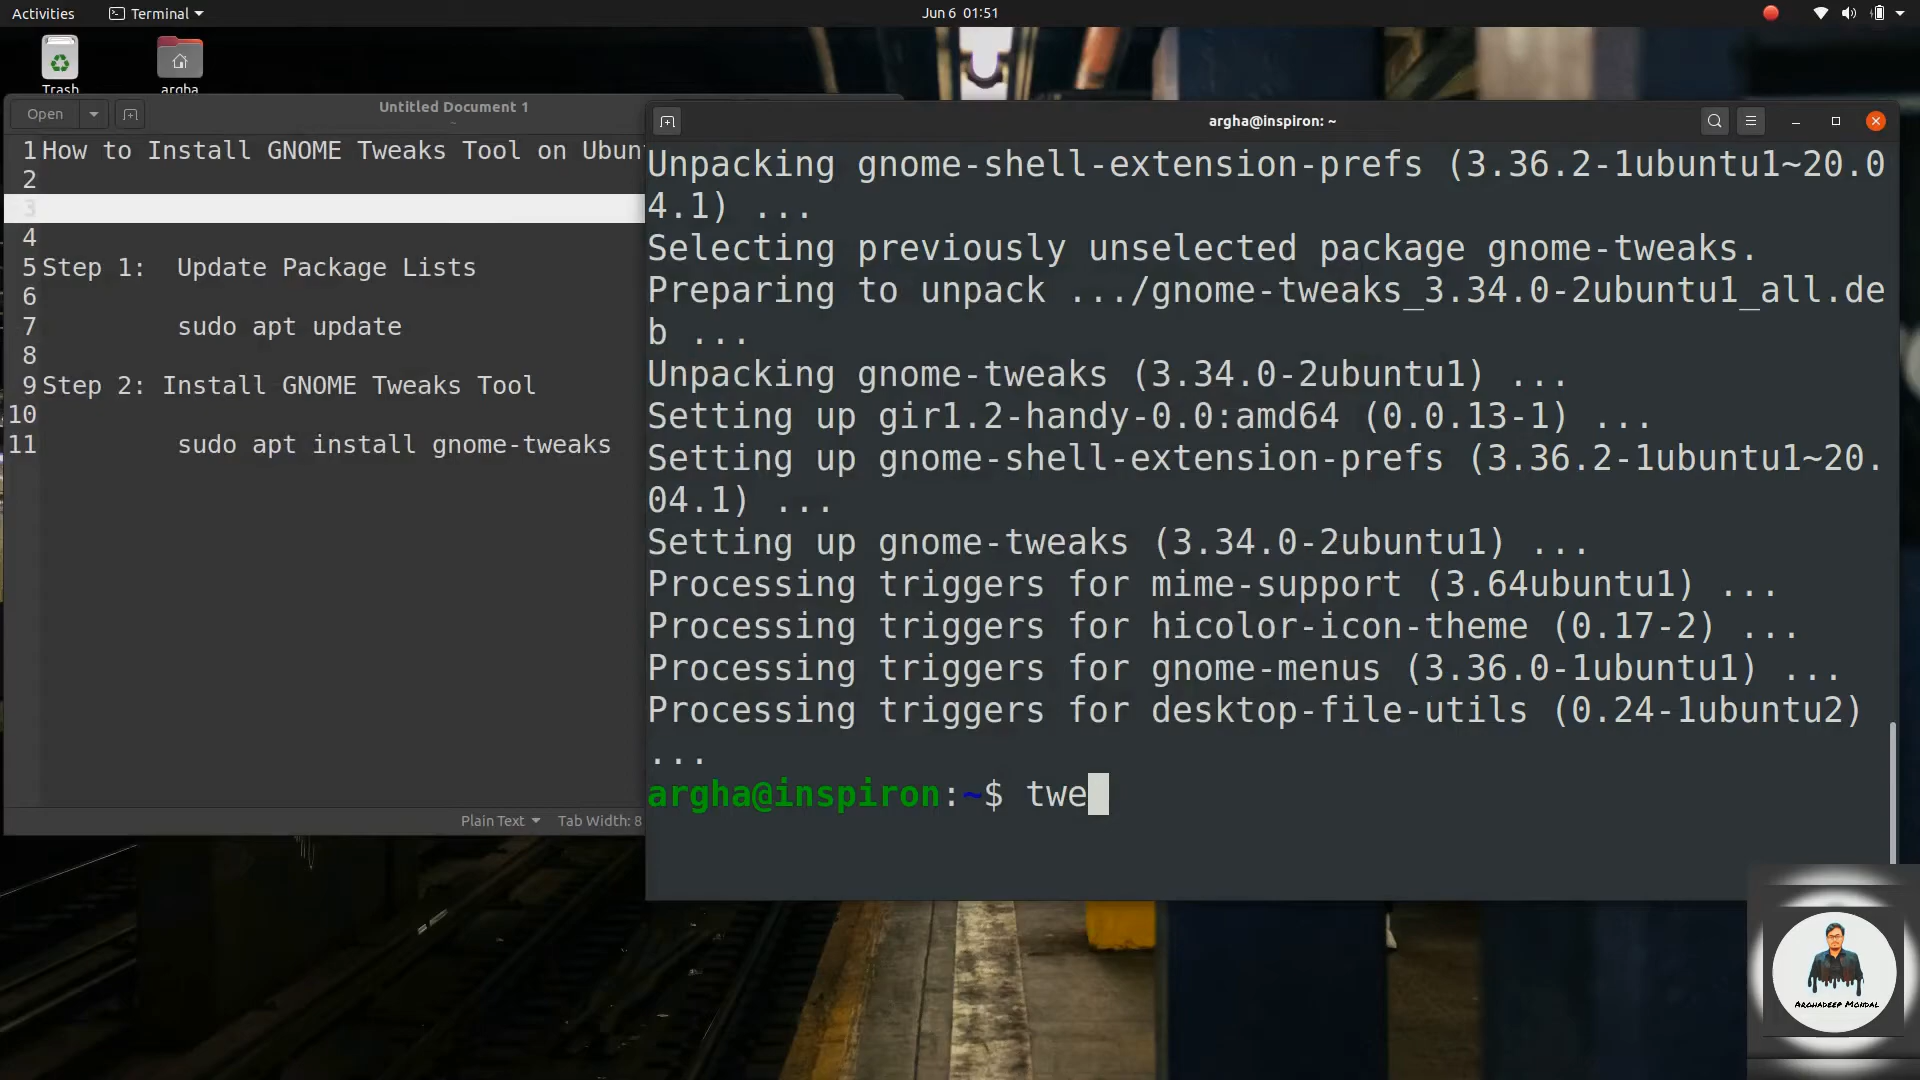 Activities
Terminal
Jun 6 01:51
Trash
argha
Open
Untitled Document 1
~
1 How to Install GNOME Tweaks Tool on Ubun
2
3
4
5 Step 1:  Update Package Lists
6
7 sudo apt update
8
9 Step 2: Install GNOME Tweaks Tool
10
11 sudo apt install gnome-tweaks
Plain Text
Tab Width: 8
argha@inspiron: ~
Unpacking gnome-shell-extension-prefs (3.36.2-1ubuntu1~20.0
4.1) ...
Selecting previously unselected package gnome-tweaks.
Preparing to unpack .../gnome-tweaks_3.34.0-2ubuntu1_all.de
b ...
Unpacking gnome-tweaks (3.34.0-2ubuntu1) ...
Setting up gir1.2-handy-0.0:amd64 (0.0.13-1) ...
Setting up gnome-shell-extension-prefs (3.36.2-1ubuntu1~20.
04.1) ...
Setting up gnome-tweaks (3.34.0-2ubuntu1) ...
Processing triggers for mime-support (3.64ubuntu1) ...
Processing triggers for hicolor-icon-theme (0.17-2) ...
Processing triggers for gnome-menus (3.36.0-1ubuntu1) ...
Processing triggers for desktop-file-utils (0.24-1ubuntu2)
...
argha@inspiron:~$ twe
Arghadeep Mondal